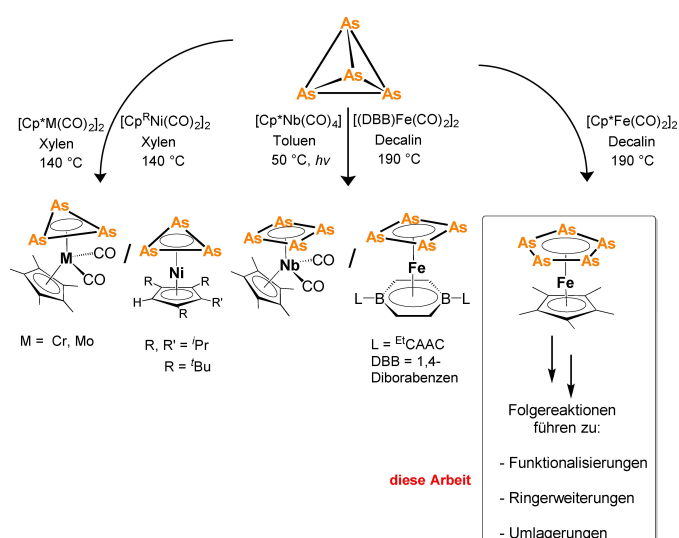 As
As
As As
[Cp*M(CO)2]2
Xylen
140 °C
[CpRNi(CO)2]2
Xylen
140 °C
[Cp*Nb(CO)4]
Toluen
50 °C, hv
[(DBB)Fe(CO)2]2
Decalin
190 °C
[Cp*Fe(CO)2]2
Decalin
190 °C
As
As As
M
CO
CO
M = Cr, Mo
/
As
As As
Ni
R R
H R'
R
R, R' = iPr
R = tBu
As As
As As
Nb
CO
CO
/
As As
As As
Fe
L B B L
L = EtCAAC
DBB = 1,4-
Diborabenzen
As
As As
As As
Fe
Folgereaktionen
führen zu:
- Funktionalisierungen
diese Arbeit
- Ringerweiterungen
- Umlagerungen